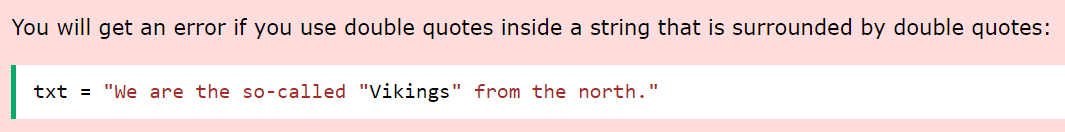 You will get an error if you use double quotes inside a string that is surrounded by double quotes:
txt = "We are the so-called "Vikings" from the north."